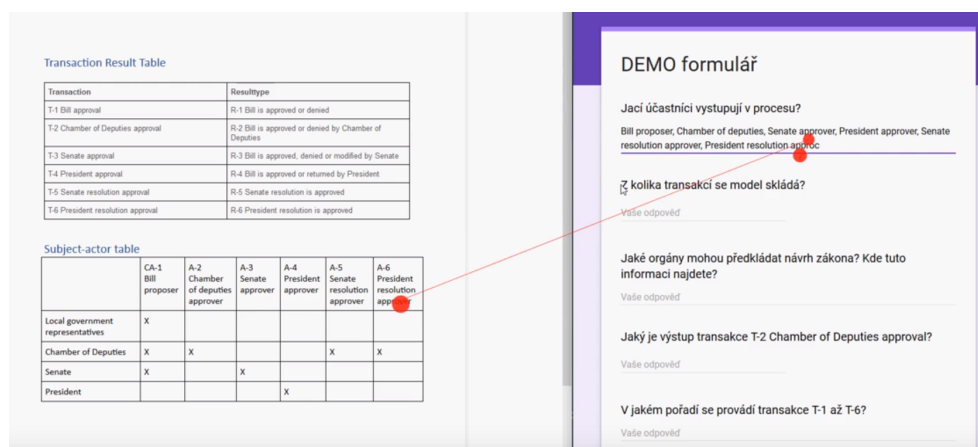 Transaction Result Table
Transaction Resulttype
T-1 Bill approval R-1 Bill is approved or denied
T-2 Chamber of Deputies approval R-2 Bill is approved or denied by Chamber of
Deputies
T-3 Senate approval R-3 Bill is approved, denied or modified by Senate
T-4 President approval R-4 Bill is approved or returned by President
T-5 Senate resolution approval R-5 Senate resolution is approved
T-6 President resolution approval R-6 President resolution is approved
Subject-actor table
CA-1 A-2 A-3 A-4 A-5 A-6
Bill Chamber Senate President Senate President
proposer of deputies approver approver resolution resolution
approver approver approver
Local government X
representatives
Chamber of Deputies X X X X
Senate X X
President X
DEMO formulář
Jací účastníci vystupují v procesu?
Bill proposer, Chamber of deputies, Senate approver, President approver, Senate
resolution approver, President resolution approc
Z kolika transakcí se model skládá?
Vaše odpověď
Jaké orgány mohou předkládat návrh zákona? Kde tuto
informaci najdete?
Vaše odpověď
Jaký je výstup transakce T-2 Chamber of Deputies approval?
Vaše odpověď
V jakém pořadí se provádí transakce T-1 až T-6?
Vaše odpověď